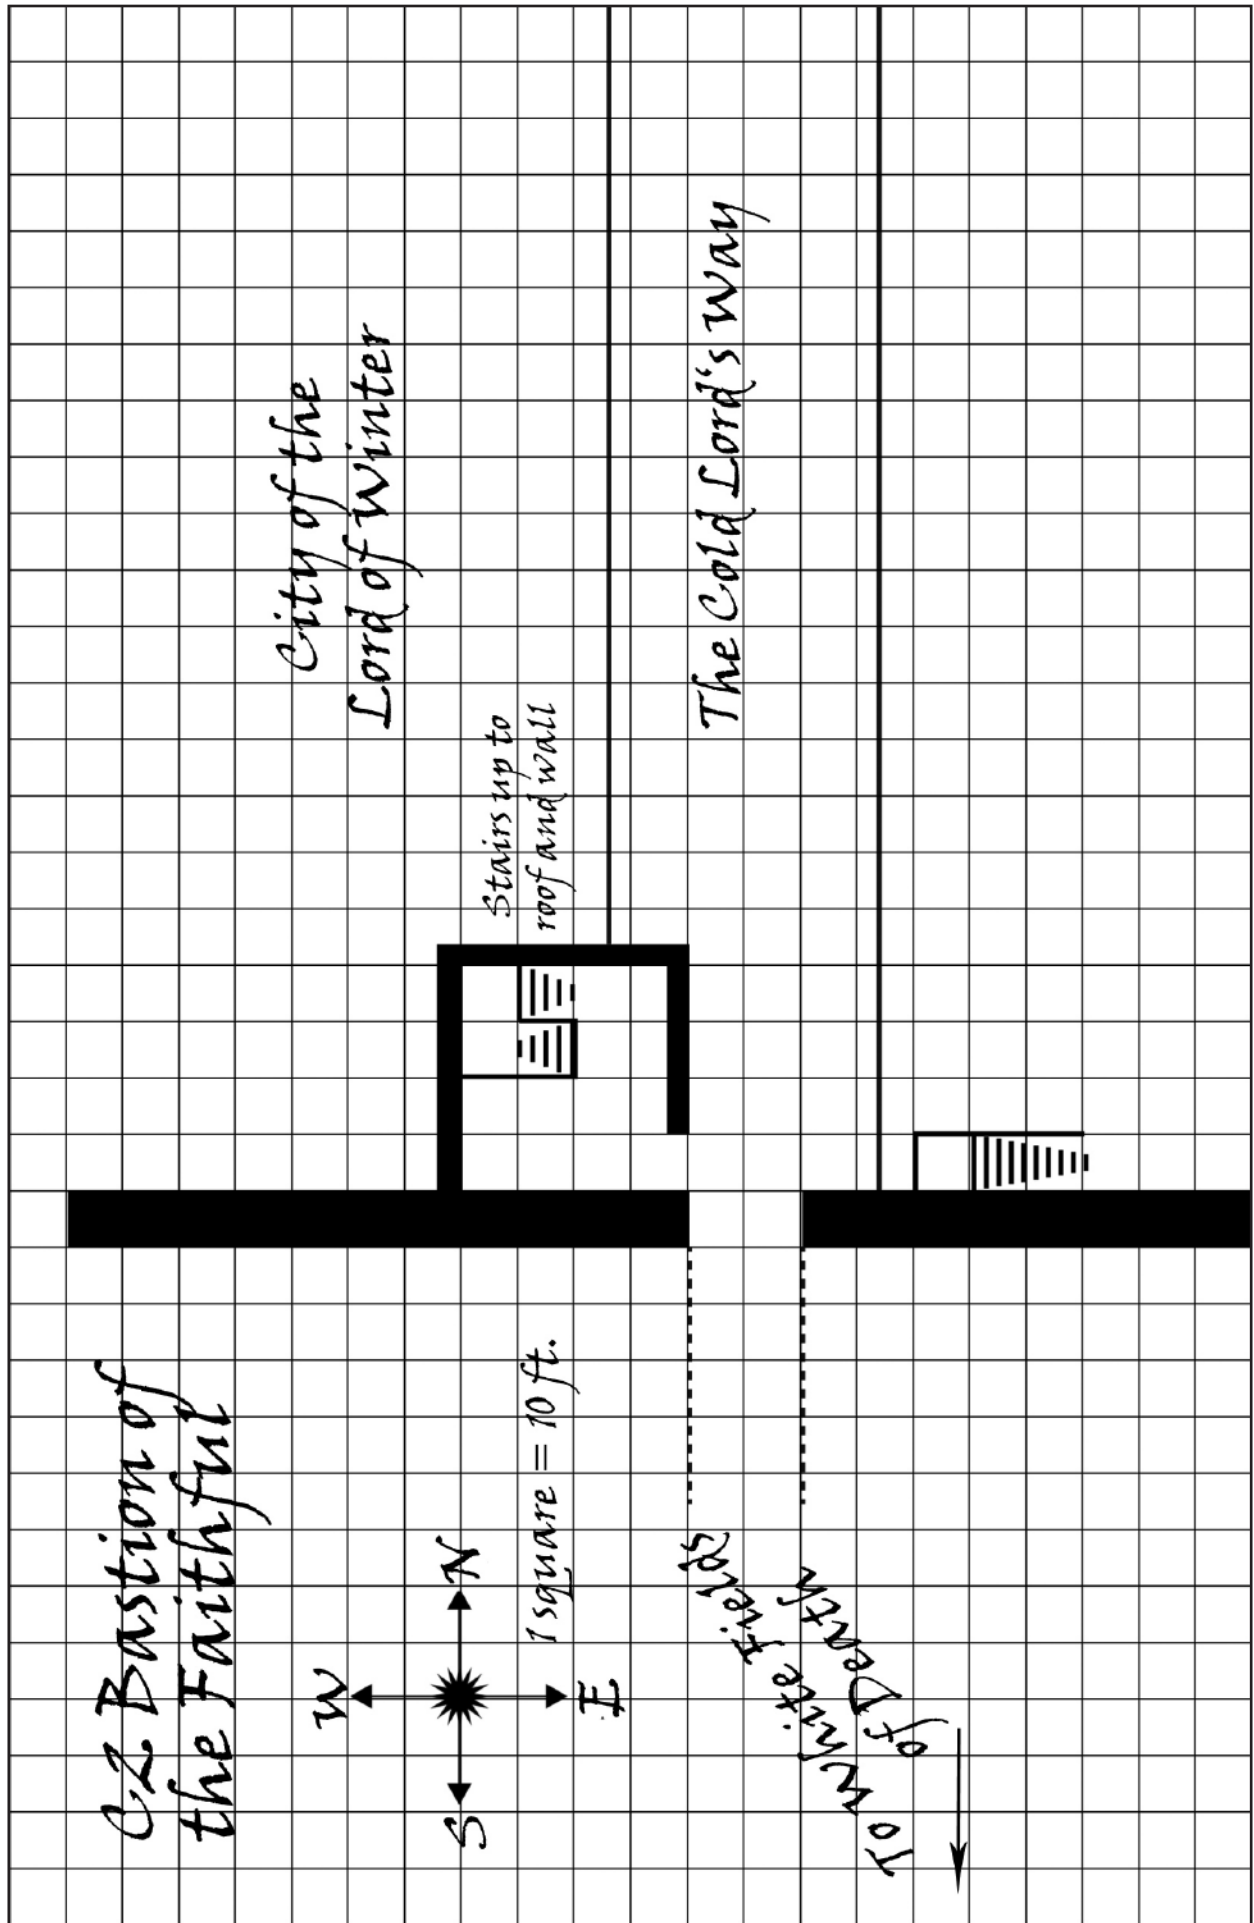 C2 Bastion of
the Faithful
W
S
N
E
1 square = 10 ft.
City of the
Lord of Winter
Stairs up to
roof and wall
The Cold Lord's Way
To White Fields
of Death